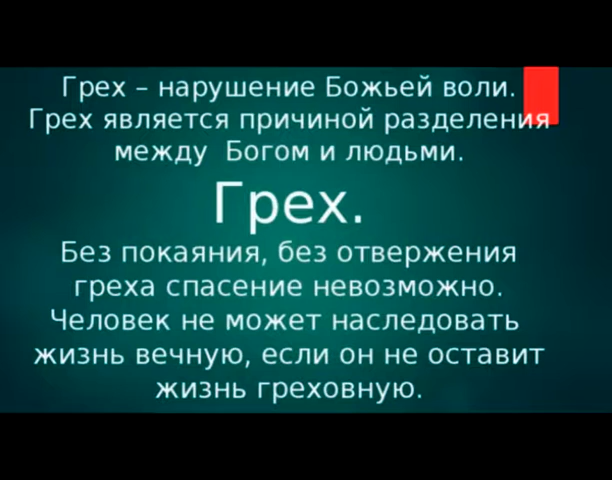 Грех – нарушение Божьей воли.
Грех является причиной разделения
между Богом и людьми.
Грех.
Без покаяния, без отвержения
греха спасение невозможно.
Человек не может наследовать
жизнь вечную, если он не оставит
жизнь греховную.